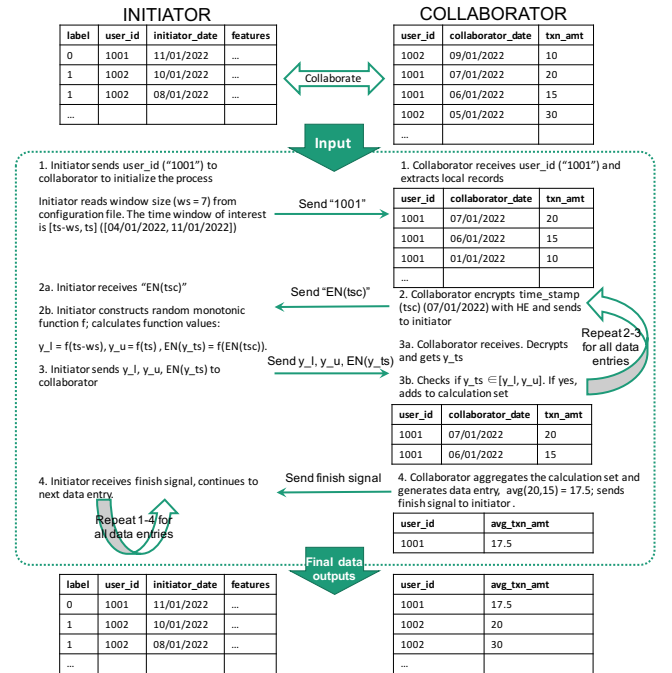 INITIATOR
COLLABORATOR
label user_id initiator_date features
0 1001 11/01/2022 ...
1 1002 10/01/2022 ...
1 1002 08/01/2022 ...
...
Collaborate
user_id collaborator_date txn_amt
1002 09/01/2022 10
1001 07/01/2022 20
1001 06/01/2022 15
1002 05/01/2022 30
...
Input
1. Initiator sends user_id ("1001") to
collaborator to initialize the process
Initiator reads window size (ws = 7) from
configuration file. The time window of interest
is [ts-ws, ts] ([04/01/2022, 11/01/2022])
Send "1001"
1. Collaborator receives user_id ("1001") and
extracts local records
user_id collaborator_date txn_amt
1001 07/01/2022 20
1001 06/01/2022 15
1001 01/01/2022 10
...
2a. Initiator receives "EN(tsc)"
2b. Initiator constructs random monotonic
function f; calculates function values:
y_l = f(ts-ws), y_u = f(ts) , EN(y_ts) = f(EN(tsc)).
3. Initiator sends y_l, y_u, EN(y_ts) to
collaborator
Send "EN(tsc)"
Send y_l, y_u, EN(y_ts)
2. Collaborator encrypts time_stamp
(tsc) (07/01/2022) with HE and sends
to initiator
3a. Collaborator receives. Decrypts
and gets y_ts
3b. Checks if y_ts ∈[y_l, y_u]. If yes,
adds to calculation set
Repeat 2-3
for all data
entries
user_id collaborator_date txn_amt
1001 07/01/2022 20
1001 06/01/2022 15
4. Initiator receives finish signal, continues to
next data entry.
Repeat 1-4 for
all data entries
Send finish signal
4. Collaborator aggregates the calculation set and
generates data entry, avg(20,15) = 17.5; sends
finish signal to initiator .
user_id avg_txn_amt
1001 17.5
Final data
outputs
label user_id initiator_date features
0 1001 11/01/2022 ...
1 1002 10/01/2022 ...
1 1002 08/01/2022 ...
...
user_id avg_txn_amt
1001 17.5
1002 20
1002 30
...